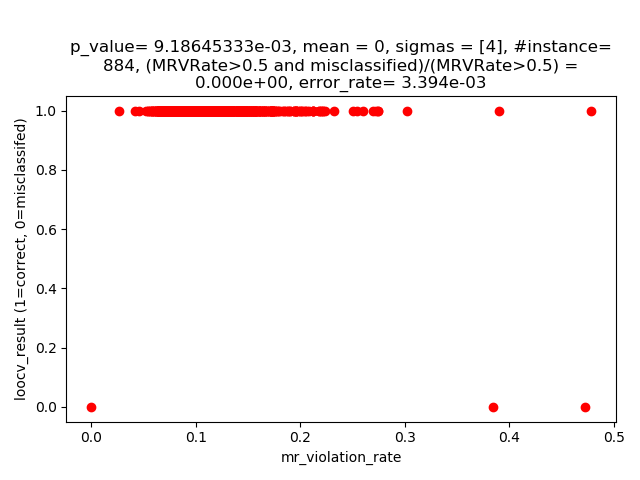 p_value= 9.18645333e-03, mean = 0, sigmas = [4], #instance=
884, (MRVRate>0.5 and misclassified)/(MRVRate>0.5) =
0.000e+00, error_rate= 3.394e-03
loocv_result (1=correct, 0=misclassifed)
1.0
0.8
0.6
0.4
0.2
0.0
0.0 0.1 0.2 0.3 0.4 0.5
mr_violation_rate